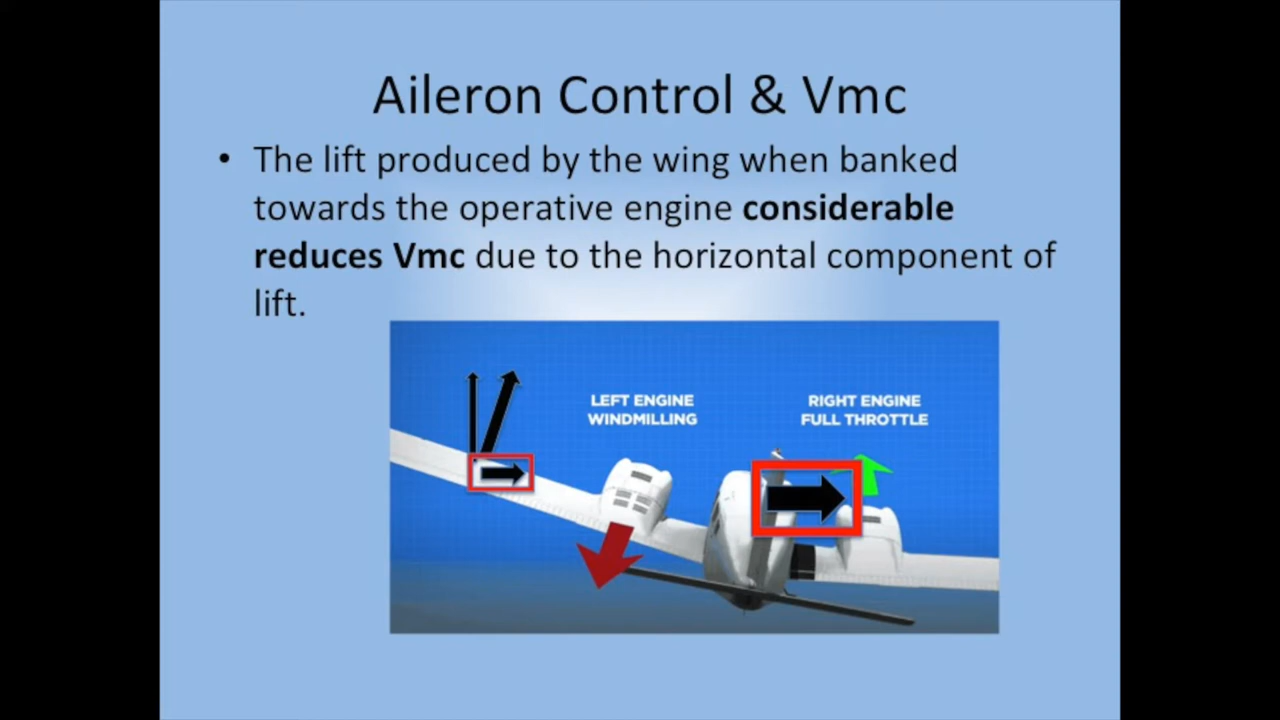 Aileron Control & Vmc
• The lift produced by the wing when banked
towards the operative engine considerable
reduces Vmc due to the horizontal component of
lift.
LEFT ENGINE
WINDMILLING
RIGHT ENGINE
FULL THROTTLE